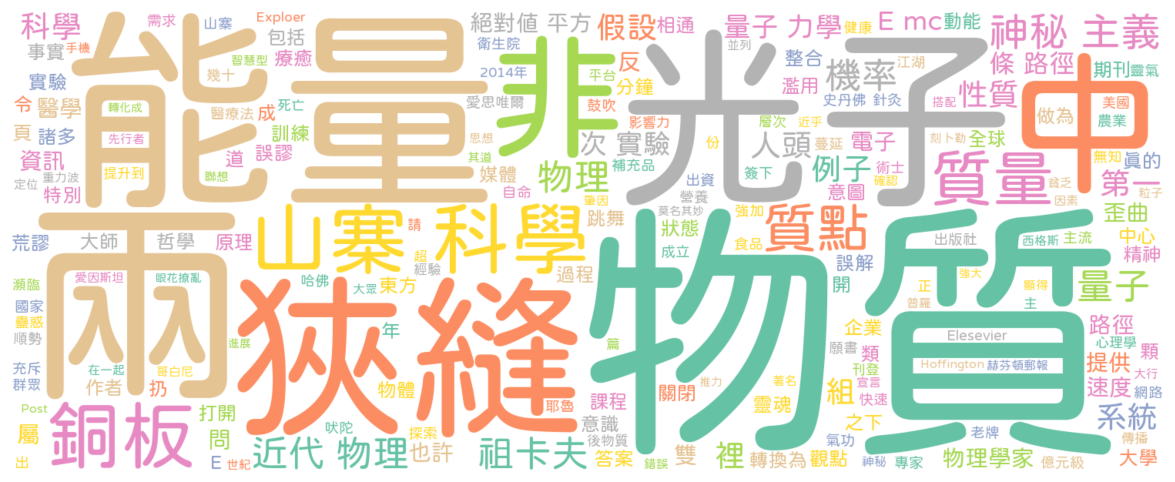 科學
需求
山寨
Exploer
絕對值 平方
假設
相通
量子 力學
健康
E mc
動能
神秘 主義
事實
手機
智慧型
包括
衛生院
反
平台
並列
整合
江湖
條 路徑
期刊
靈氣
能量
非
光子
中
實驗
幾十
療癒
2014年
愛思唯爾
分鐘
鼓吹
濫用
機率
史丹佛
針灸
搭配
性質
美國
令
醫學
轉化成
醫療法
成
死亡
訓練
思想
影響力
層次
近乎
刻卜勒
做為
農業
頁
諸多
先行者
誤謬
其道
次 實驗
份
人頭
蔓延
電子
全球
無知
真的
資訊
重力波
道
媒體
物理
補充品
簽下
例子
術士
確認
質量
貧乏
第一
粒子
定位
特別
提升到
聯想
自命
肇因
出資
意圖
因素
兩
山寨 科學
請
跳舞
莫名其妙
營養
強加
質點
狀態
歪曲
荒謬
大師
哲學
原理
超
經驗
過程
成立
食品
誤解
出版社
西格斯
主流
中心
精神
瀕臨
愛因斯坦
眼花撩亂
哈佛
大眾
東方
開
正
強大
顯得
量子
國家
蠱惑
順勢
狹縫
物質
年
普羅
主
企業
Elesevier
路徑
心理學
進展
篇
願書
類
充斥
在一起
哥白尼
群眾
作者
扔
物體
關閉
推力
著名
刊登
組
宣言
快速
Hoffington
赫芬頓郵報
提供
顆
大行
速度
網路
Post
銅板
打開
耶魯
課程
靈魂
之下
系統
屬
問
吠陀
探索
意識
雙
裡
氣功
老牌
傳播
出
E
世紀
近代 物理
也許
祖卡夫
後物質
答案
錯誤
轉換為
觀點
神秘
專家
物理學家
億元級
大學